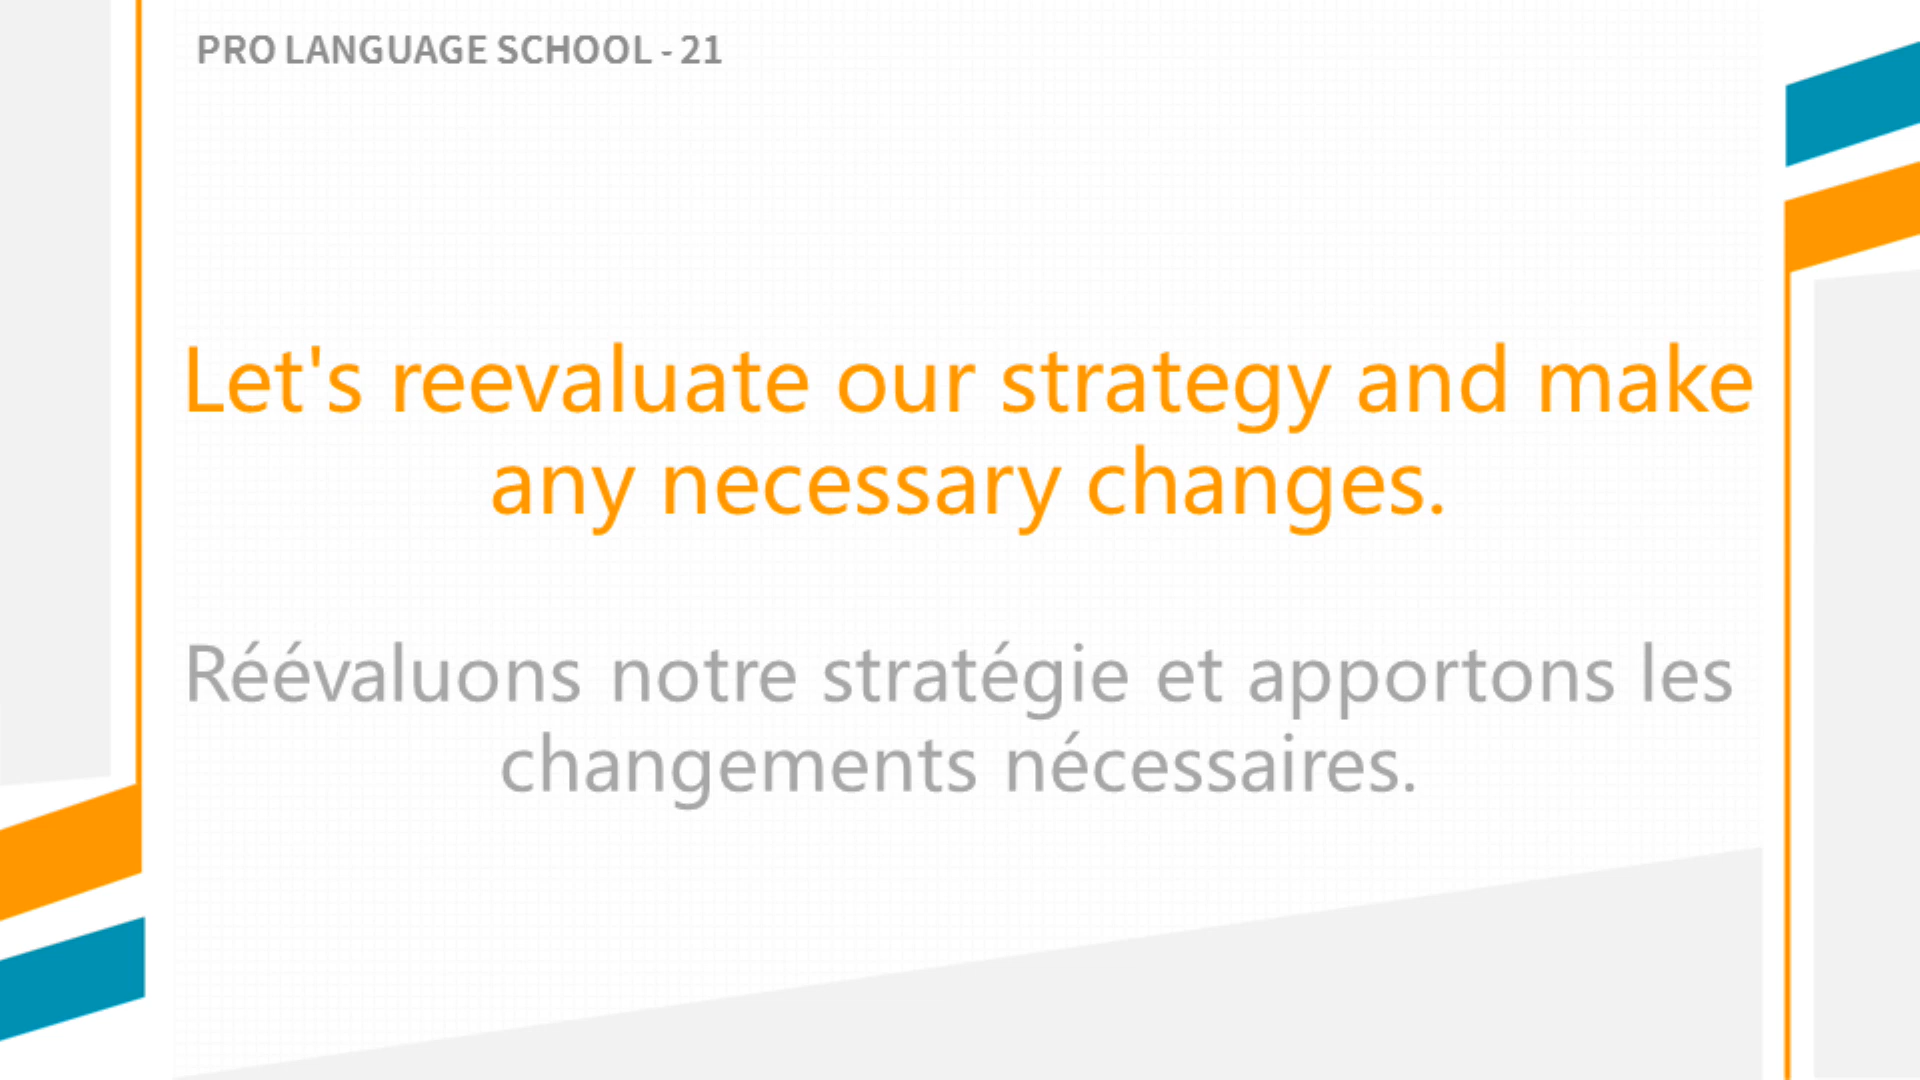 PRO LANGUAGE SCHOOL - 21
Let's reevaluate our strategy and make
any necessary changes.
Réévaluons notre stratégie et apportons les
changements nécessaires.